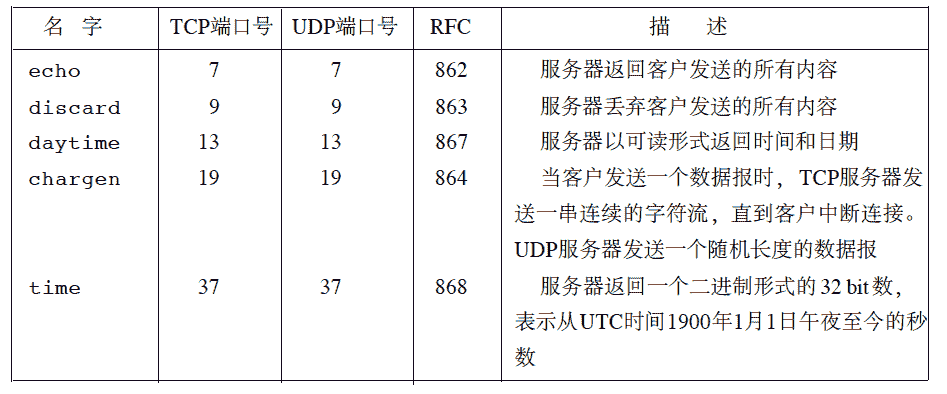 名 字 TCP端口号 UDP端口号 RFC 描 述
echo 7 7 862 服务器返回客户发送的所有内容
discard 9 9 863 服务器丢弃客户发送的所有内容
daytime 13 13 867 服务器以可读形式返回时间和日期
chargen 19 19 864 当客户发送一个数据报时，TCP服务器发
送一串连续的字符流，直到客户中断连接。
UDP服务器发送一个随机长度的数据报
time 37 37 868 服务器返回一个二进制形式的32 bit数，
表示从UTC时间1900年1月1日午夜至今的秒
数